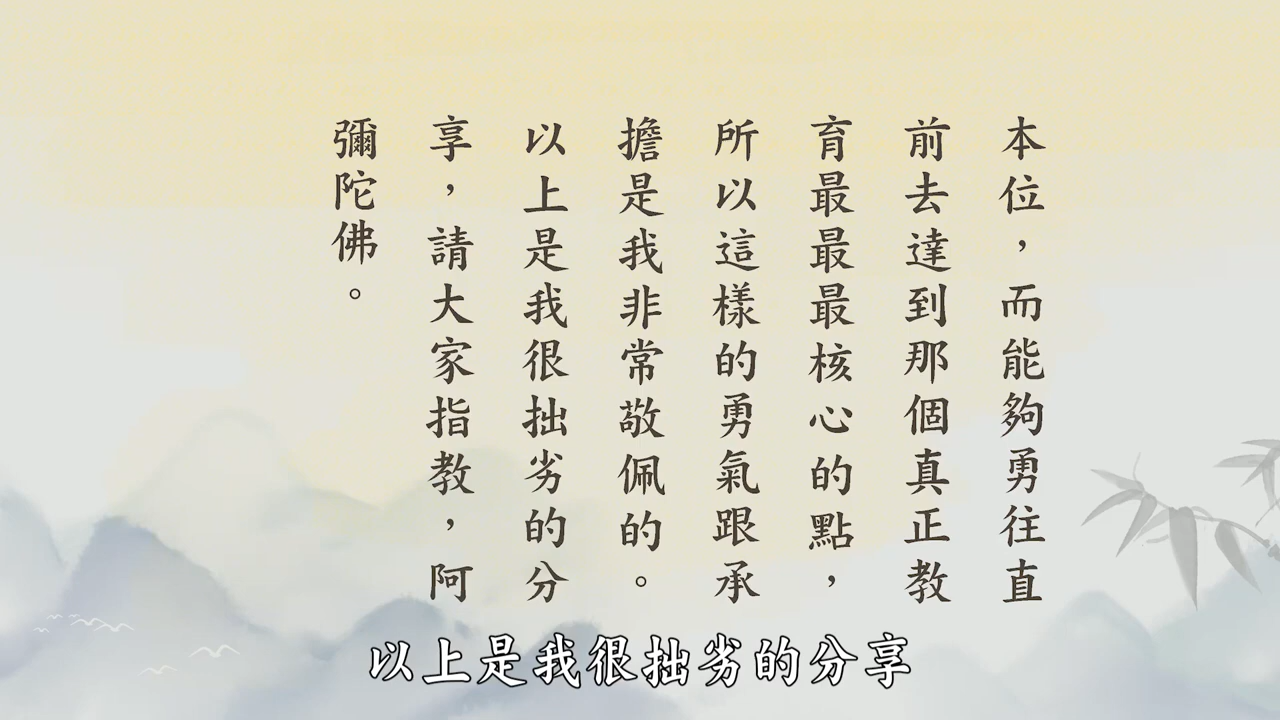 本位，而能夠勇往直
前去達到那個真正教
育最最最核心的點，
所以這樣的勇氣跟承
擔是我非常敬佩的。
以上是我很拙劣的分
享，請大家指教，阿
彌陀佛。
以上是我很拙劣的分享